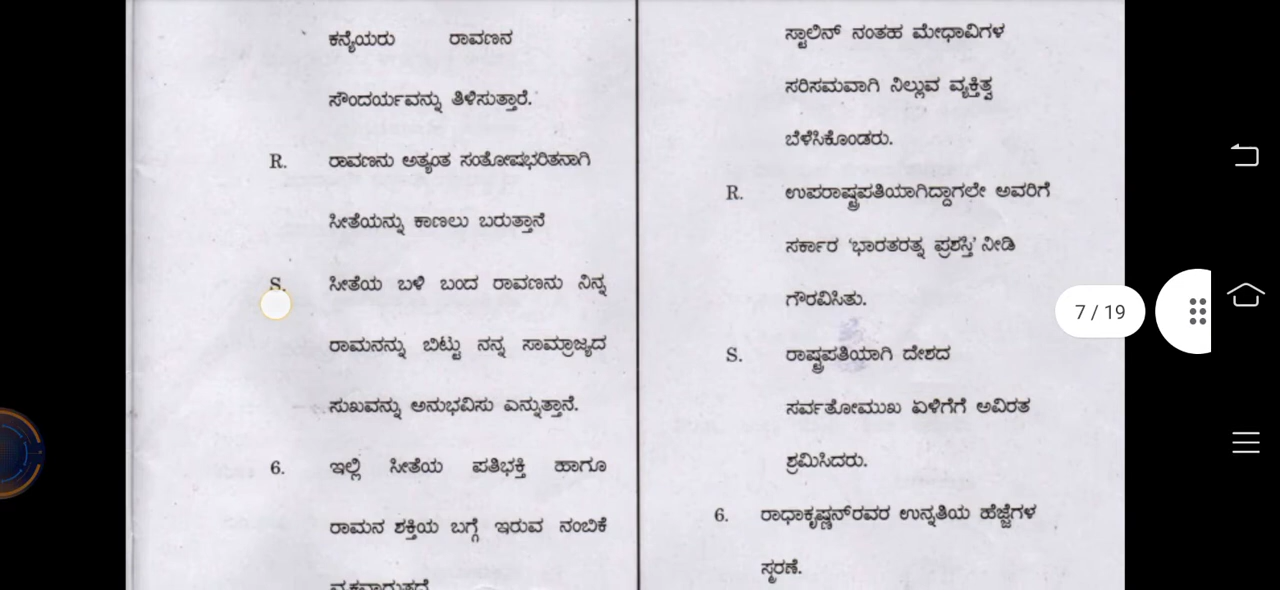 ಕನ್ಯೆಯರು ರಾವಣನ
ಸೌಂದರ್ಯವನ್ನು ತಿಳಿಸುತ್ತಾರೆ.
R. ರಾವಣನು ಅತ್ಯಂತ ಸಂತೋಷಭರಿತನಾಗಿ
ಸೀತೆಯನ್ನು ಕಾಣಲು ಬರುತ್ತಾನೆ
S. ಸೀತೆಯ ಬಳಿ ಬಂದ ರಾವಣನು ನಿನ್ನ
ರಾಮನನ್ನು ಬಿಟ್ಟು ನನ್ನ ಸಾಮ್ರಾಜ್ಯದ
ಸುಖವನ್ನು ಅನುಭವಿಸು ಎನ್ನುತ್ತಾನೆ.
6. ಇಲ್ಲಿ ಸೀತೆಯ ಪತಿಭಕ್ತಿ ಹಾಗೂ
ರಾಮನ ಶಕ್ತಿಯ ಬಗ್ಗೆ ಇರುವ ನಂಬಿಕೆ
ಸ್ಟಾಲಿನ್ ನಂತಹ ಮೇಧಾವಿಗಳ
ಸರಿಸಮವಾಗಿ ನಿಲ್ಲುವ ವ್ಯಕ್ತಿತ್ವ
ಬೆಳೆಸಿಕೊಂಡರು.
R. ಉಪರಾಷ್ಟ್ರಪತಿಯಾಗಿದ್ದಾಗಲೇ ಅವರಿಗೆ
ಸರ್ಕಾರ 'ಭಾರತರತ್ನ ಪ್ರಶಸ್ತಿ' ನೀಡಿ
ಗೌರವಿಸಿತು.
S. ರಾಷ್ಟ್ರಪತಿಯಾಗಿ ದೇಶದ
ಸರ್ವತೋಮುಖ ಏಳಿಗೆಗೆ ಅವಿರತ
ಶ್ರಮಿಸಿದರು.
6. ರಾಧಾಕೃಷ್ಣನ್‌ರವರ ಉನ್ನತಿಯ ಹೆಜ್ಜೆಗಳ
ಸ್ಮರಣೆ.
7 / 19